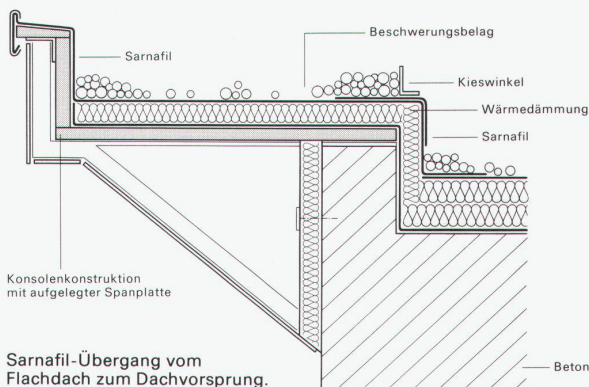 Beschwerungsbelag
Sarnafil
Kieswinkel
Wärmedämmung
Sarnafil
Konsolenkonstruktion
mit aufgelegter Spanplatte
Beton
Sarnafil-Übergang vom
Flachdach zum Dachvorsprung.